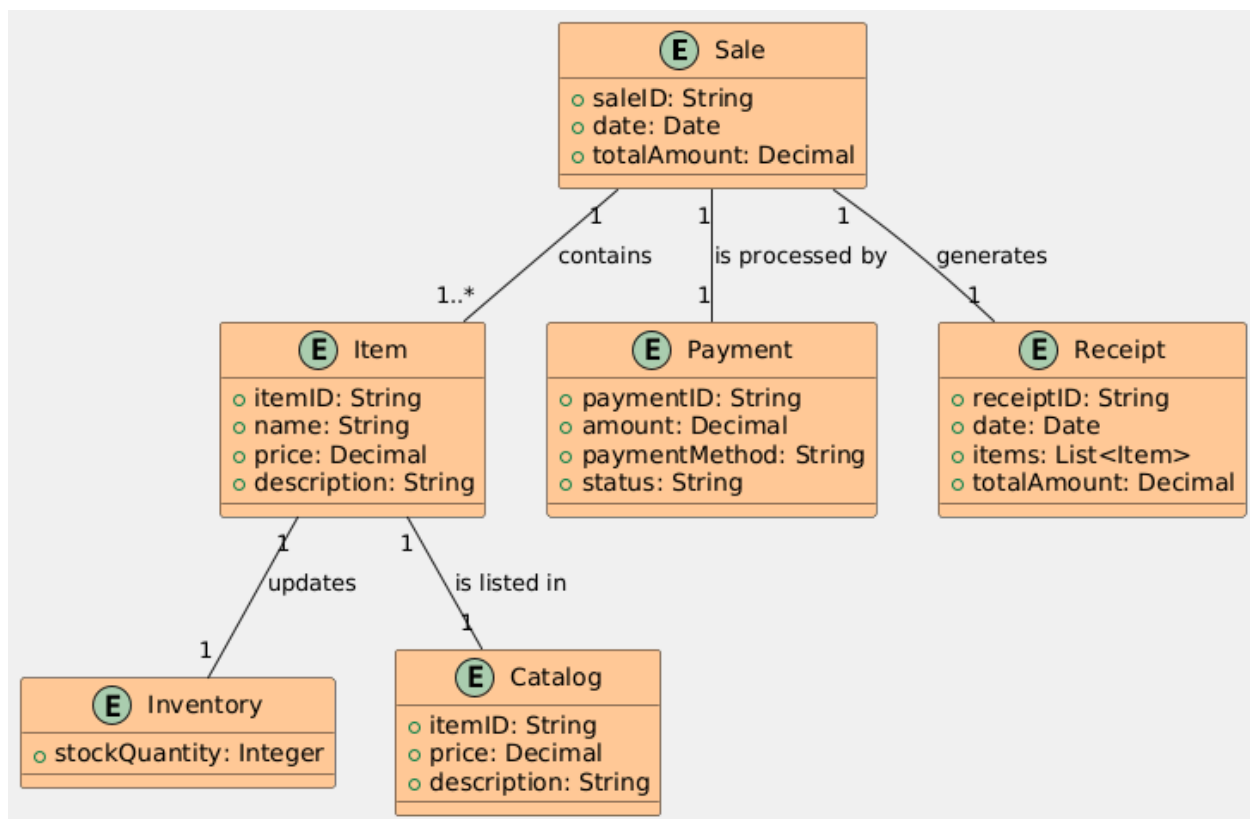 E Sale
saleID: String
date: Date
totalAmount: Decimal
1 1 1
contains is processed by generates
1..* 1 1
E Item
itemID: String
name: String
price: Decimal
description: String
E Payment
paymentID: String
amount: Decimal
paymentMethod: String
status: String
E Receipt
receiptID: String
date: Date
items: List<Item>
totalAmount: Decimal
1 1
updates is listed in
1 1
E Inventory
stockQuantity: Integer
E Catalog
itemID: String
price: Decimal
description: String